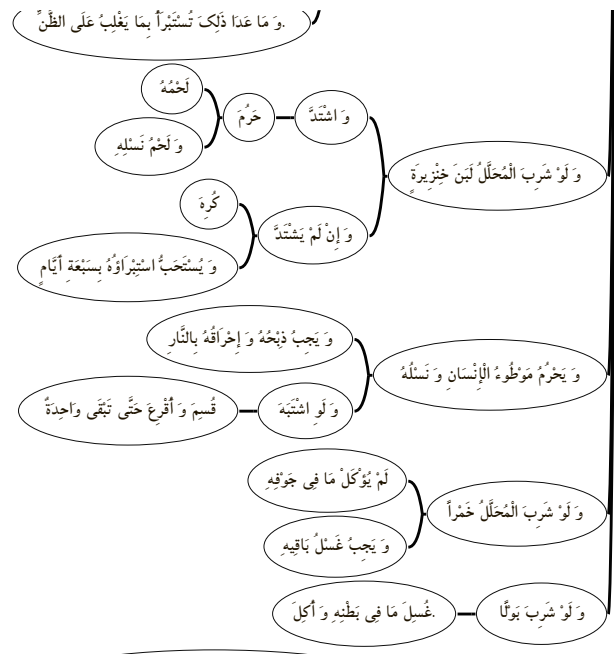 وَ مَا عَدَا ذَلِکَ تُسْتَبْرَأُ بِمَا يَغْلِبُ عَلَى الظَّنِّ.
وَ لَوْ شَرِبَ الْمُحَلَّلُ لَبَنَ خِنْزِيرَةٍ
وَ اشْتَدَّ
حَرُمَ
لَحْمُهُ
وَ لَحْمُ نَسْلِهِ
وَ إِنْ لَمْ يَشْتَدَّ
كُرِهَ
وَ يُسْتَحَبُّ اسْتِبْرَاؤُهُ بِسَبْعَةِ أَيَّامٍ
وَ يَحْرُمُ مَوْطُوءُ الْإِنْسَانِ وَ نَسْلُهُ
وَ يَجِبُ ذَبْحُهُ وَ إِحْرَاقُهُ بِالنَّارِ
وَ لَوِ اشْتَبَهَ
قُسِمَ وَ أُقْرِعَ حَتَّى تَبْقَى وَاحِدَةٌ
وَ لَوْ شَرِبَ الْمُحَلَّلُ خَمْراً
لَمْ يُؤْكَلْ مَا فِى جَوْفِهِ
وَ يَجِبُ غَسْلُ بَاقِيهِ
وَ لَوْ شَرِبَ بَوْلًا
غُسِلَ مَا فِى بَطْنِهِ وَ أُكِلَ.